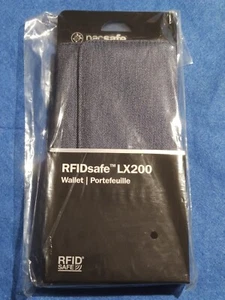 pacsafe
RFIDsafe™ LX200
Wallet | Portefeuille
RFID
SAFE